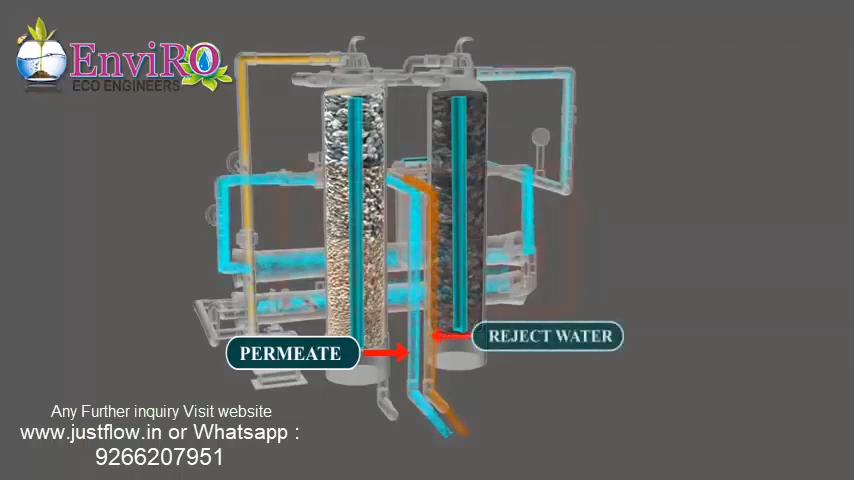 EnviRO
ECO ENGINEERS
PERMEATE
REJECT WATER
Any Further inquiry Visit website
www.justflow.in or Whatsapp :
9266207951